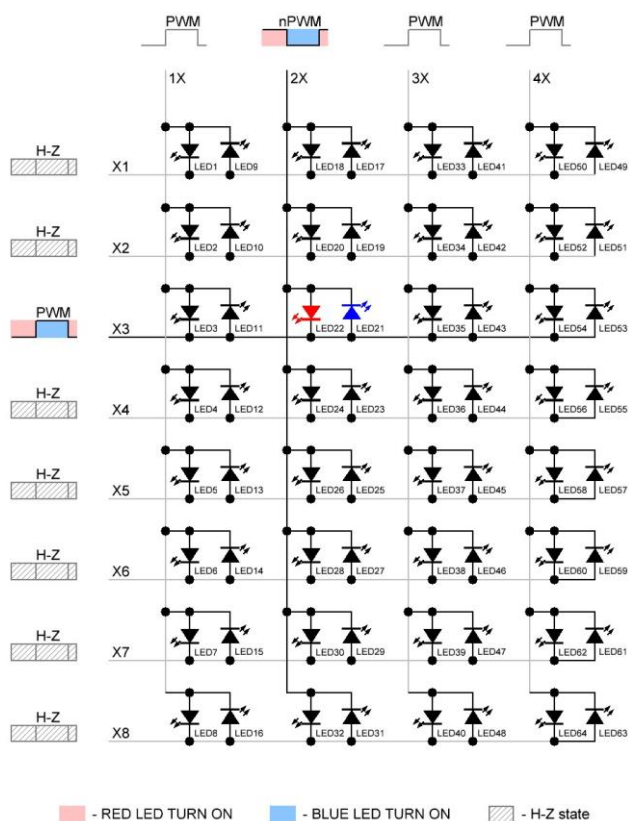 PWM nPWM PWM PWM
1X 2X 3X 4X
H-Z X1 LED1 LED9 LED18 LED17 LED33 LED41 LED50 LED49
H-Z X2 LED2 LED10 LED20 LED19 LED34 LED42 LED52 LED51
PWM X3 LED3 LED11 LED22 LED21 LED35 LED43 LED54 LED53
H-Z X4 LED4 LED12 LED24 LED23 LED36 LED44 LED56 LED55
H-Z X5 LED5 LED13 LED26 LED25 LED37 LED45 LED58 LED57
H-Z X6 LED6 LED14 LED28 LED27 LED38 LED46 LED60 LED59
H-Z X7 LED7 LED15 LED30 LED29 LED39 LED47 LED62 LED61
H-Z X8 LED8 LED16 LED32 LED31 LED40 LED48 LED64 LED63
- RED LED TURN ON - BLUE LED TURN ON - H-Z state